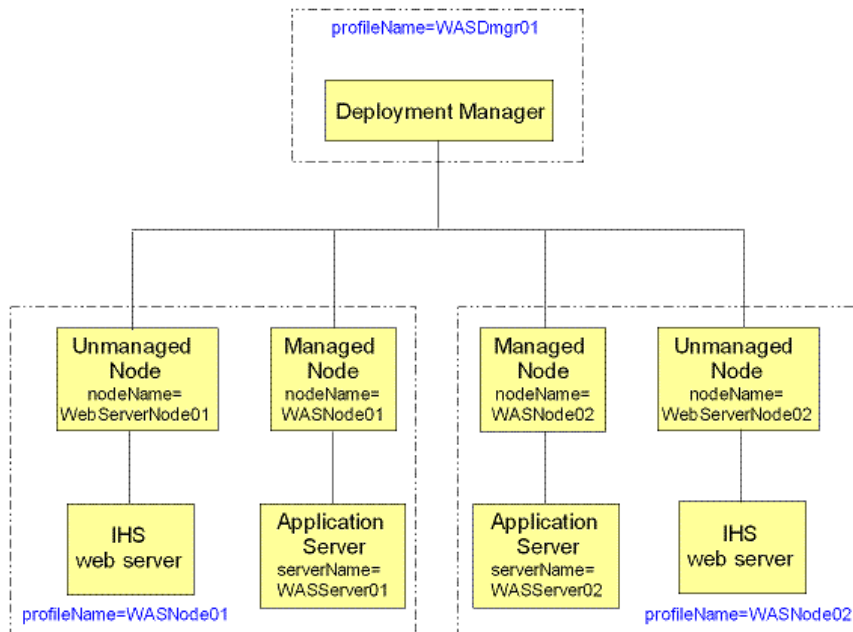 profileName=WASDmgr01
Deployment Manager
Unmanaged
Node
nodeName=
WebServerNode01
Managed
Node
nodeName=
WASNode01
Managed
Node
nodeName=
WASNode02
Unmanaged
Node
nodeName=
WebServerNode02
IHS
web server
Application
Server
serverName=
WASServer01
Application
Server
serverName=
WASServer02
IHS
web server
profileName=WASNode01
profileName=WASNode02